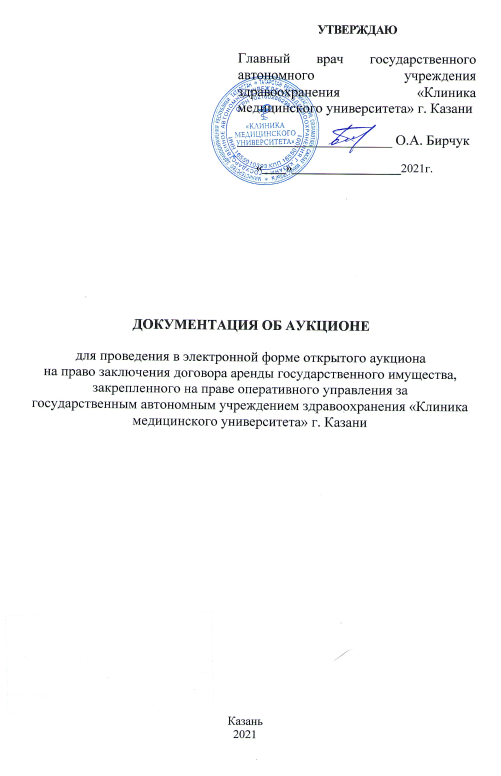 УТВЕРЖДАЮ
Главный врач государственного
автономного учреждения
здравоохранения «Клиника
медицинского университета» г. Казани
«КЛИНИКА
МЕДИЦИНСКОГО
УНИВЕРСИТЕТА»
О.А. Бирчук
« » 2021г.
ДОКУМЕНТАЦИЯ ОБ АУКЦИОНЕ
для проведения в электронной форме открытого аукциона
на право заключения договора аренды государственного имущества,
закрепленного на праве оперативного управления за
государственным автономным учреждением здравоохранения «Клиника
медицинского университета» г. Казани
Казань
2021